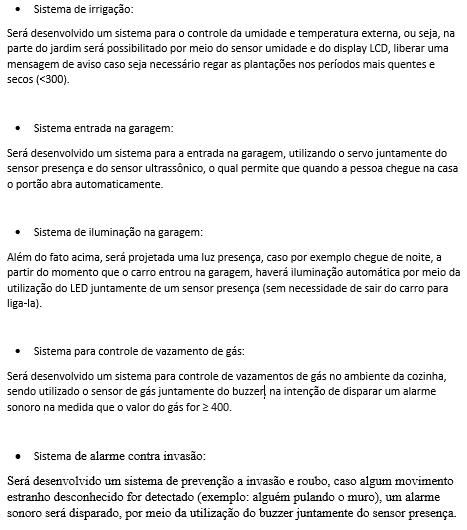 • Sistema de irrigação:
Será desenvolvido um sistema para o controle da umidade e temperatura externa, ou seja, na
parte do jardim será possibilitado por meio do sensor umidade e do display LCD, liberar uma
mensagem de aviso caso seja necessário regar as plantações nos períodos mais quentes e
secos (<300).
• Sistema entrada na garagem:
Será desenvolvido um sistema para a entrada na garagem, utilizando o servo juntamente do
sensor presença e do sensor ultrassônico, o qual permite que quando a pessoa chegue na casa
o portão abra automaticamente.
• Sistema de iluminação na garagem:
Além do fato acima, será projetada uma luz presença, caso por exemplo chegue de noite, a
partir do momento que o carro entrou na garagem, haverá iluminação automática por meio da
utilização do LED juntamente de um sensor presença (sem necessidade de sair do carro para
liga-la).
• Sistema para controle de vazamento de gás:
Será desenvolvido um sistema para controle de vazamentos de gás no ambiente da cozinha,
sendo utilizado o sensor de gás juntamente do buzzer, na intenção de disparar um alarme
sonoro na medida que o valor do gás for ≥ 400.
• Sistema de alarme contra invasão:
Será desenvolvido um sistema de prevenção a invasão e roubo, caso algum movimento
estranho desconhecido for detectado (exemplo: alguém pulando o muro), um alarme
sonoro será disparado, por meio da utilização do buzzer juntamente do sensor presença.